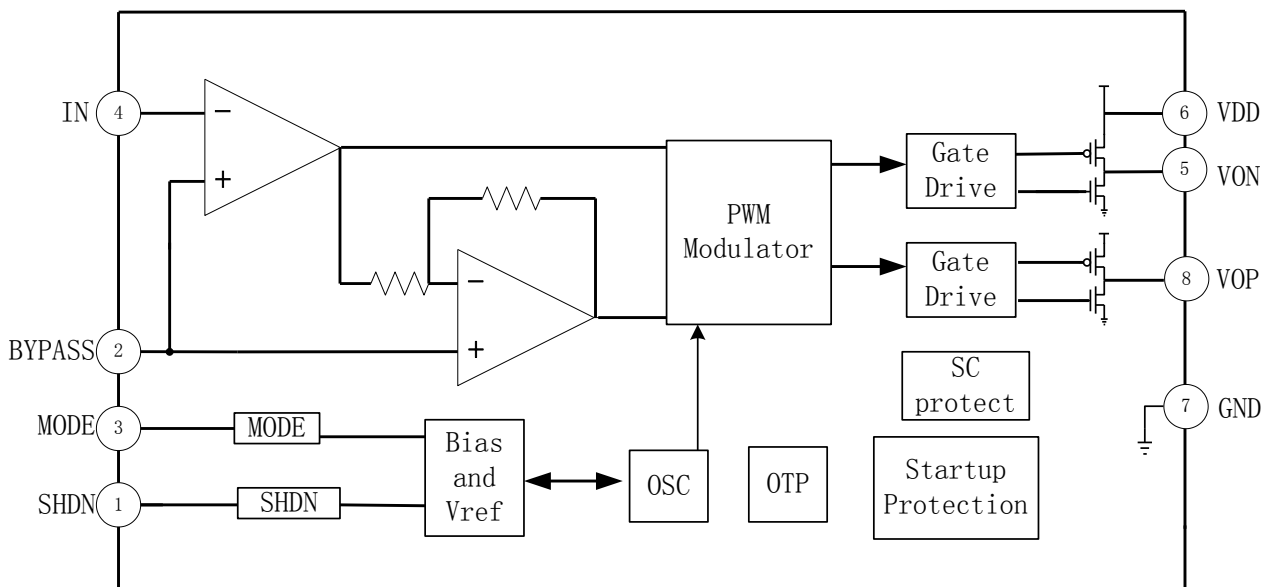 IN 4
−
+
BYPASS 2
MODE 3
SHDN 1
−
+
MODE
SHDN
Bias
and
Vref
OSC
PWM
Modulator
Gate
Drive
Gate
Drive
SC
protect
OTP
Startup
Protection
6 VDD
5 VON
8 VOP
7 GND